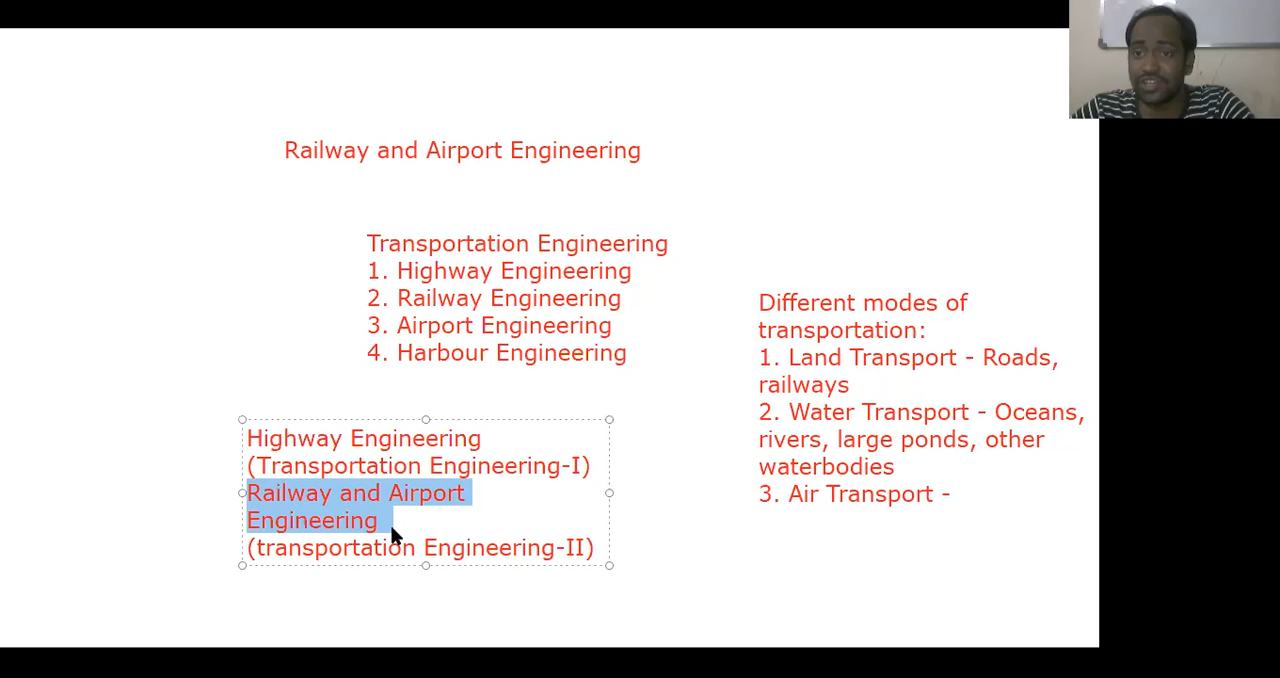 Railway and Airport Engineering
Transportation Engineering
1. Highway Engineering
2. Railway Engineering
3. Airport Engineering
4. Harbour Engineering
Different modes of
transportation:
1. Land Transport - Roads,
railways
2. Water Transport - Oceans,
rivers, large ponds, other
waterbodies
3. Air Transport -
Highway Engineering
(Transportation Engineering-I)
Railway and Airport
Engineering
(transportation Engineering-II)